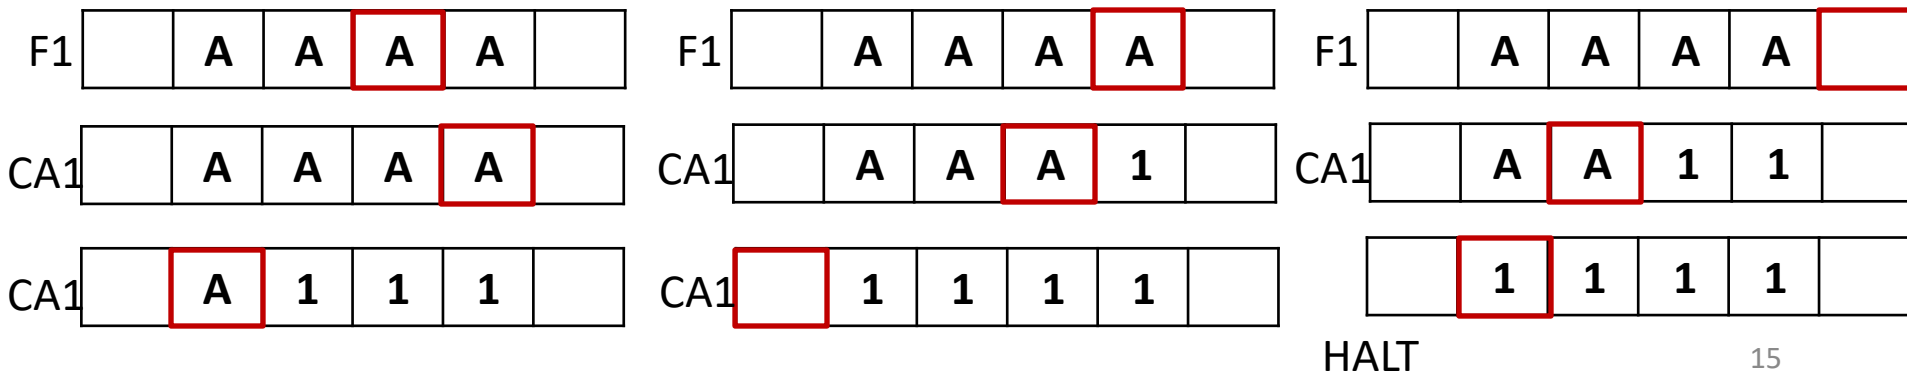 F1 A A A A F1 A A A A F1 A A A A
CA1 A A A A CA1 A A A 1 CA1 A A 1 1
CA1 A 1 1 1 CA1 1 1 1 1 1 1 1 1
HALT 15